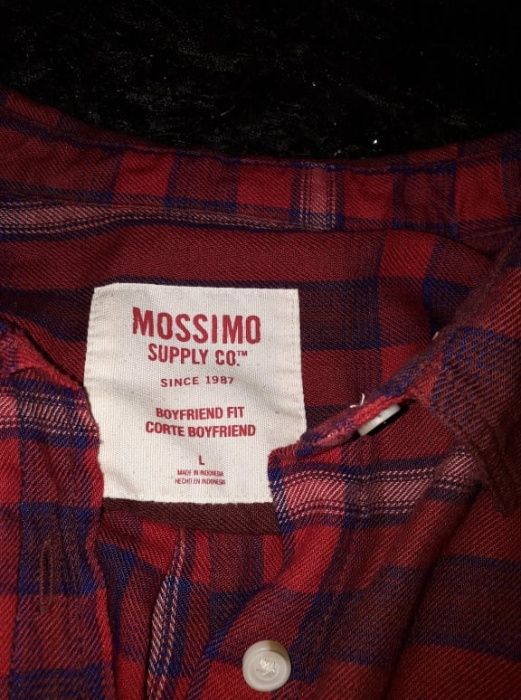 MOSSIMO
SUPPLY CO.™
SINCE 1987
BOYFRIEND FIT
CORTE BOYFRIEND
L
MADE IN INDONESIA
HECHO EN INDONESIA